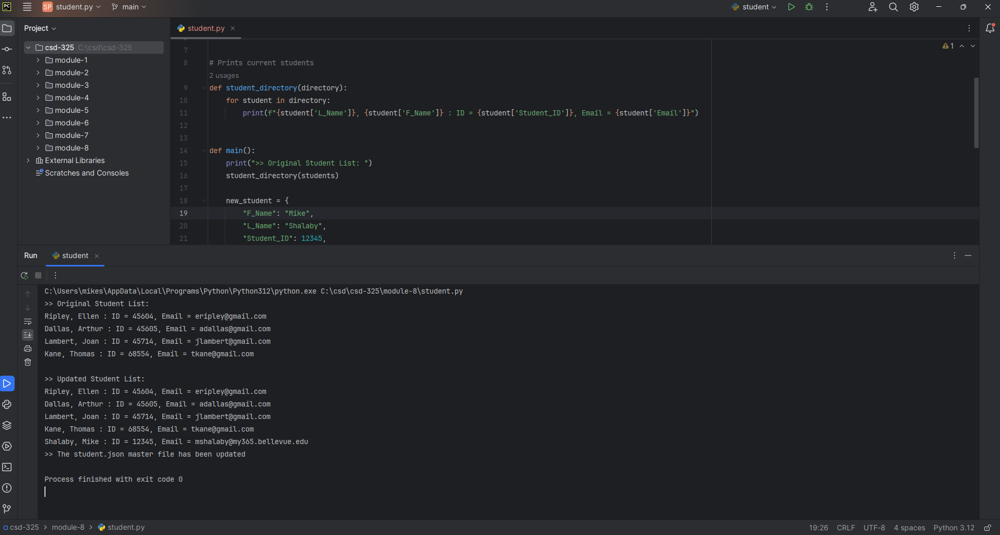 PC SP student.py main student
Project
csd-325 C:\csd\csd-325
module-1
module-2
module-3
module-4
module-5
module-6
module-7
module-8
External Libraries
Scratches and Consoles
student.py
1
7
8 # Prints current students
2 usages
9 def student_directory(directory):
10 for student in directory:
11 print(f"{student['L_Name']}, {student['F_Name']} : ID = {student['Student_ID']}, Email = {student['Email']}")
12
13
14 def main():
15 print(">> Original Student List: ")
16 student_directory(students)
17
18 new_student = {
19 "F_Name": "Mike",
20 "L_Name": "Shalaby",
21 "Student_ID": 12345,
Run student
C:\Users\mikes\AppData\Local\Programs\Python\Python312\python.exe C:\csd\csd-325\module-8\student.py
>> Original Student List:
Ripley, Ellen : ID = 45604, Email = eripley@gmail.com
Dallas, Arthur : ID = 45605, Email = adallas@gmail.com
Lambert, Joan : ID = 45714, Email = jlambert@gmail.com
Kane, Thomas : ID = 68554, Email = tkane@gmail.com
>> Updated Student List:
Ripley, Ellen : ID = 45604, Email = eripley@gmail.com
Dallas, Arthur : ID = 45605, Email = adallas@gmail.com
Lambert, Joan : ID = 45714, Email = jlambert@gmail.com
Kane, Thomas : ID = 68554, Email = tkane@gmail.com
Shalaby, Mike : ID = 12345, Email = mshalaby@my365.bellevue.edu
>> The student.json master file has been updated
Process finished with exit code 0
csd-325 > module-8 > student.py
19:26 CRLF UTF-8 4 spaces Python 3.12